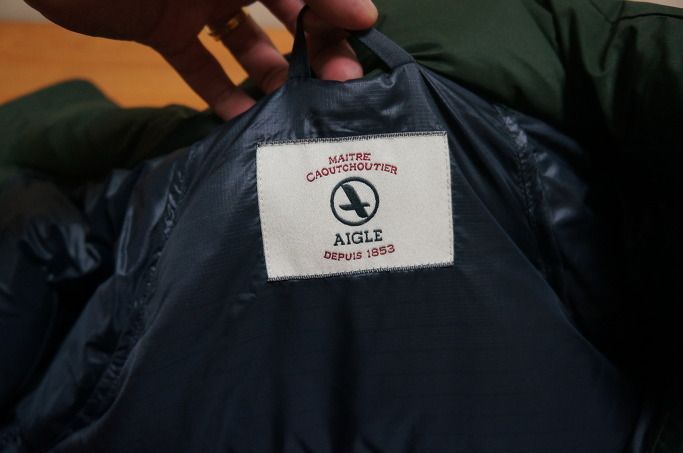 MAITRE
CAOUTCHOUTIER
AIGLE
DEPUIS 1853